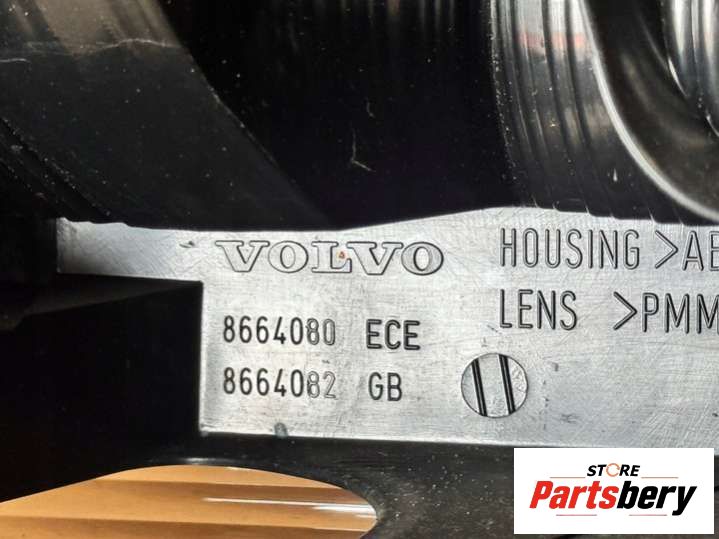 VOLVO
8664080 ECE
8664082 GB
HOUSING >AB
LENS >PMM
STORE
Partsbery